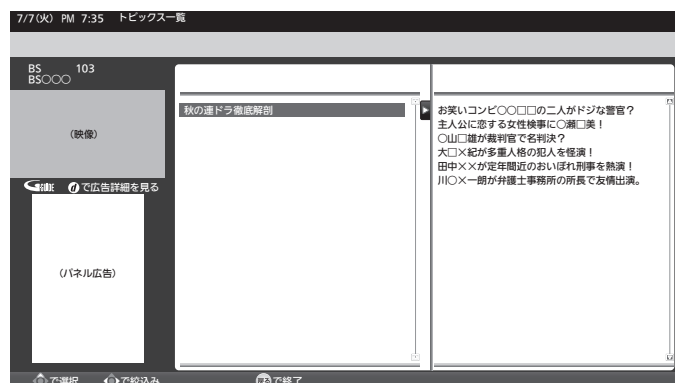 7/7(火) PM 7:35 トピックス一覧
BS 103
BS○○○
(映像)
Gガイド dで広告詳細を見る
(パネル広告)
秋の連ドラ徹底解剖
お笑いコンビ○○□□の二人がドジな警官?
主人公に恋する女性検事に○瀬□美!
○山□雄が裁判官で名判決?
大□×紀が多重人格の犯人を怪演!
田中××が定年間近のおいぼれ刑事を熱演!
川○×一朗が弁護士事務所の所長で友情出演。
で選択 で絞込み 戻るで終了